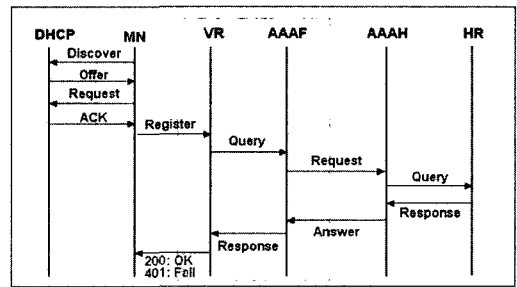 DHCP MN VR AAAF AAAH HR
Discover
Offer
Request
ACK
Register
Query
Request
Query
Response
Answer
Response
200: OK
401: Fail